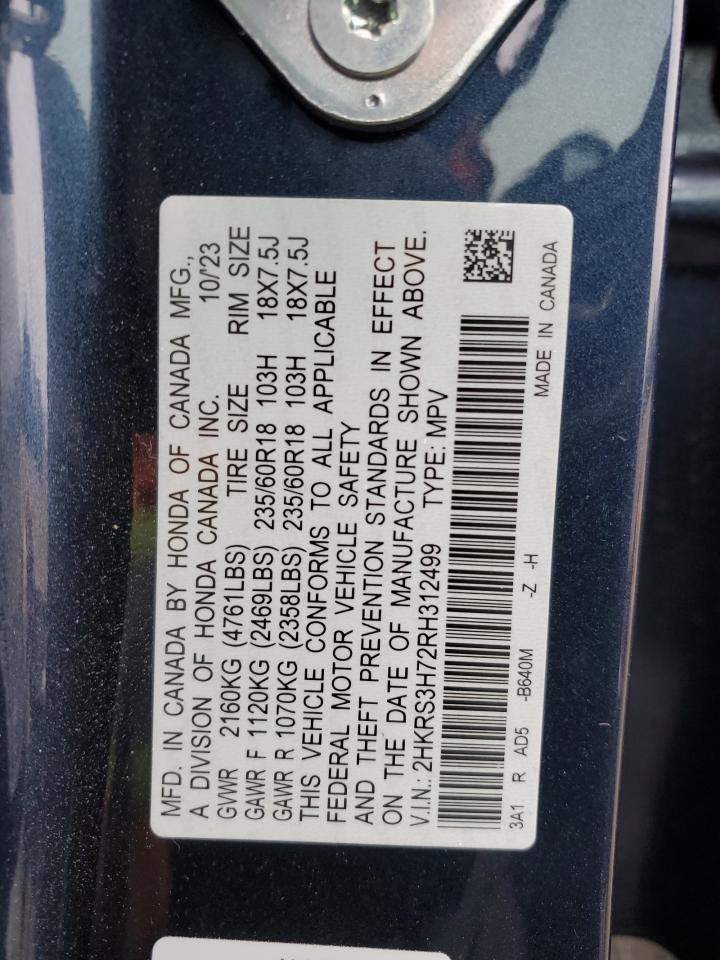 MFD. IN CANADA BY HONDA OF CANADA MFG.,
A DIVISION OF HONDA CANADA INC. 10/'23
GVWR 2160KG (4761LBS) TIRE SIZE RIM SIZE
GAWR F 1120KG (2469LBS) 235/60R18 103H 18X7.5J
GAWR R 1070KG (2358LBS) 235/60R18 103H 18X7.5J
THIS VEHICLE CONFORMS TO ALL APPLICABLE
FEDERAL MOTOR VEHICLE SAFETY
AND THEFT PREVENTION STANDARDS IN EFFECT
ON THE DATE OF MANUFACTURE SHOWN ABOVE.
V.I.N.: 2HKRS3H72RH312499 TYPE: MPV
3A1 R AD5 -B640M -Z -H
MADE IN CANADA